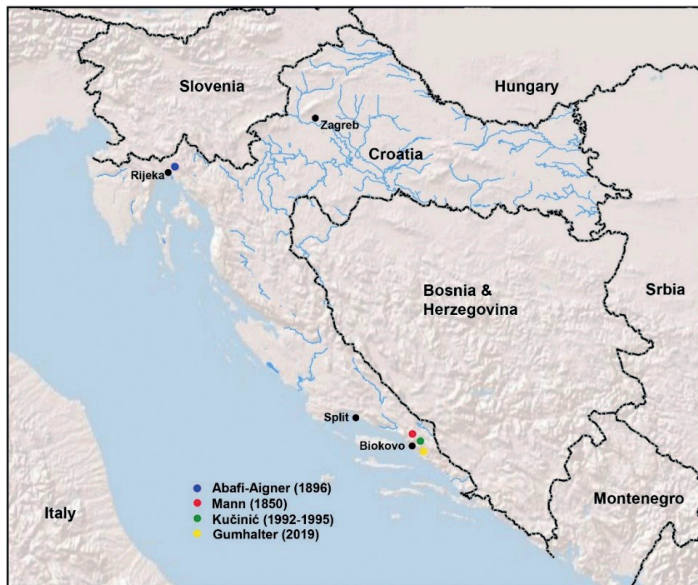 Slovenia
Hungary
Zagreb
Croatia
Rijeka
Bosnia &
Herzegovina
Srbia
Split
Biokovo
Abafi-Aigner (1896)
Mann (1850)
Kučinić (1992-1995)
Gumhalter (2019)
Montenegro
Italy